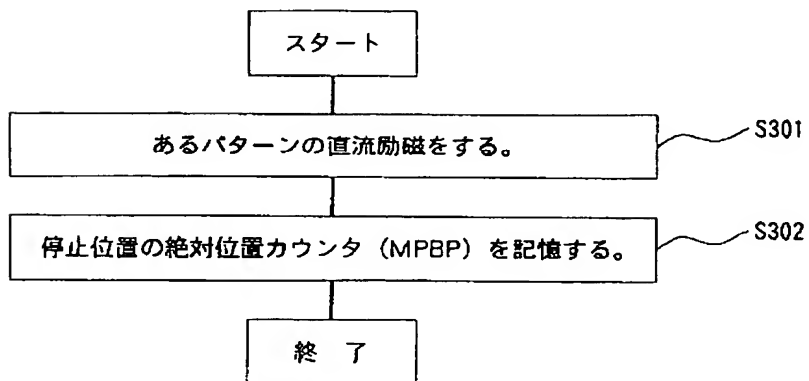 スタート
あるパターンの直流励磁をする。
S301
停止位置の絶対位置カウンタ（MPBP）を記憶する。
S302
終 了